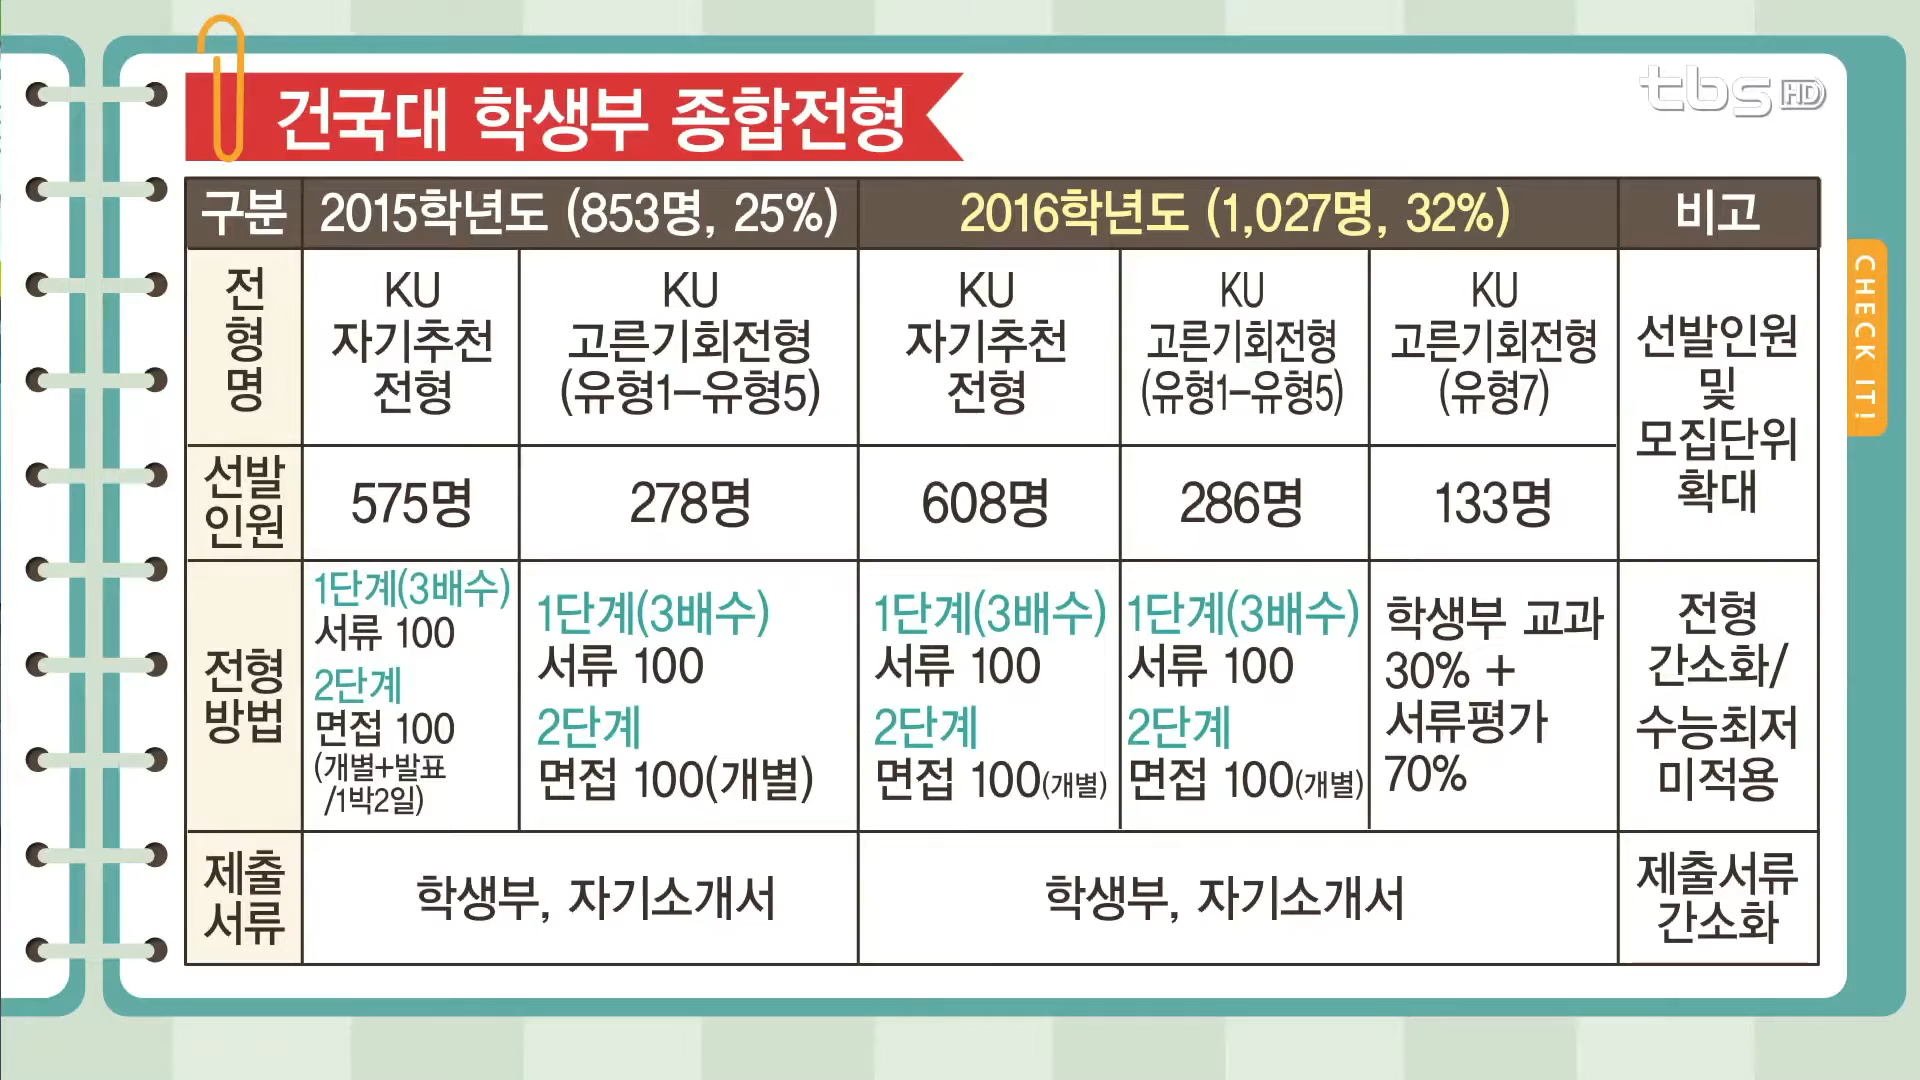 건국대 학생부 종합전형
tbs HD
구분
2015학년도 (853명, 25%)
2016학년도 (1,027명, 32%)
비고
전
형
명
KU
자기추천
전형
KU
고른기회전형
(유형1-유형5)
KU
자기추천
전형
KU
고른기회전형
(유형1-유형5)
KU
고른기회전형
(유형7)
선발인원
및
모집단위
확대
선발
인원
575명
278명
608명
286명
133명
전형
방법
1단계(3배수)
서류 100
2단계
면접 100
(개별+발표
/1박2일)
1단계(3배수)
서류 100
2단계
면접 100(개별)
1단계(3배수)
서류 100
2단계
면접 100(개별)
1단계(3배수)
서류 100
2단계
면접 100(개별)
학생부 교과
30% +
서류평가
70%
전형
간소화/
수능최저
미적용
제출
서류
학생부, 자기소개서
학생부, 자기소개서
제출서류
간소화
CHECK IT!